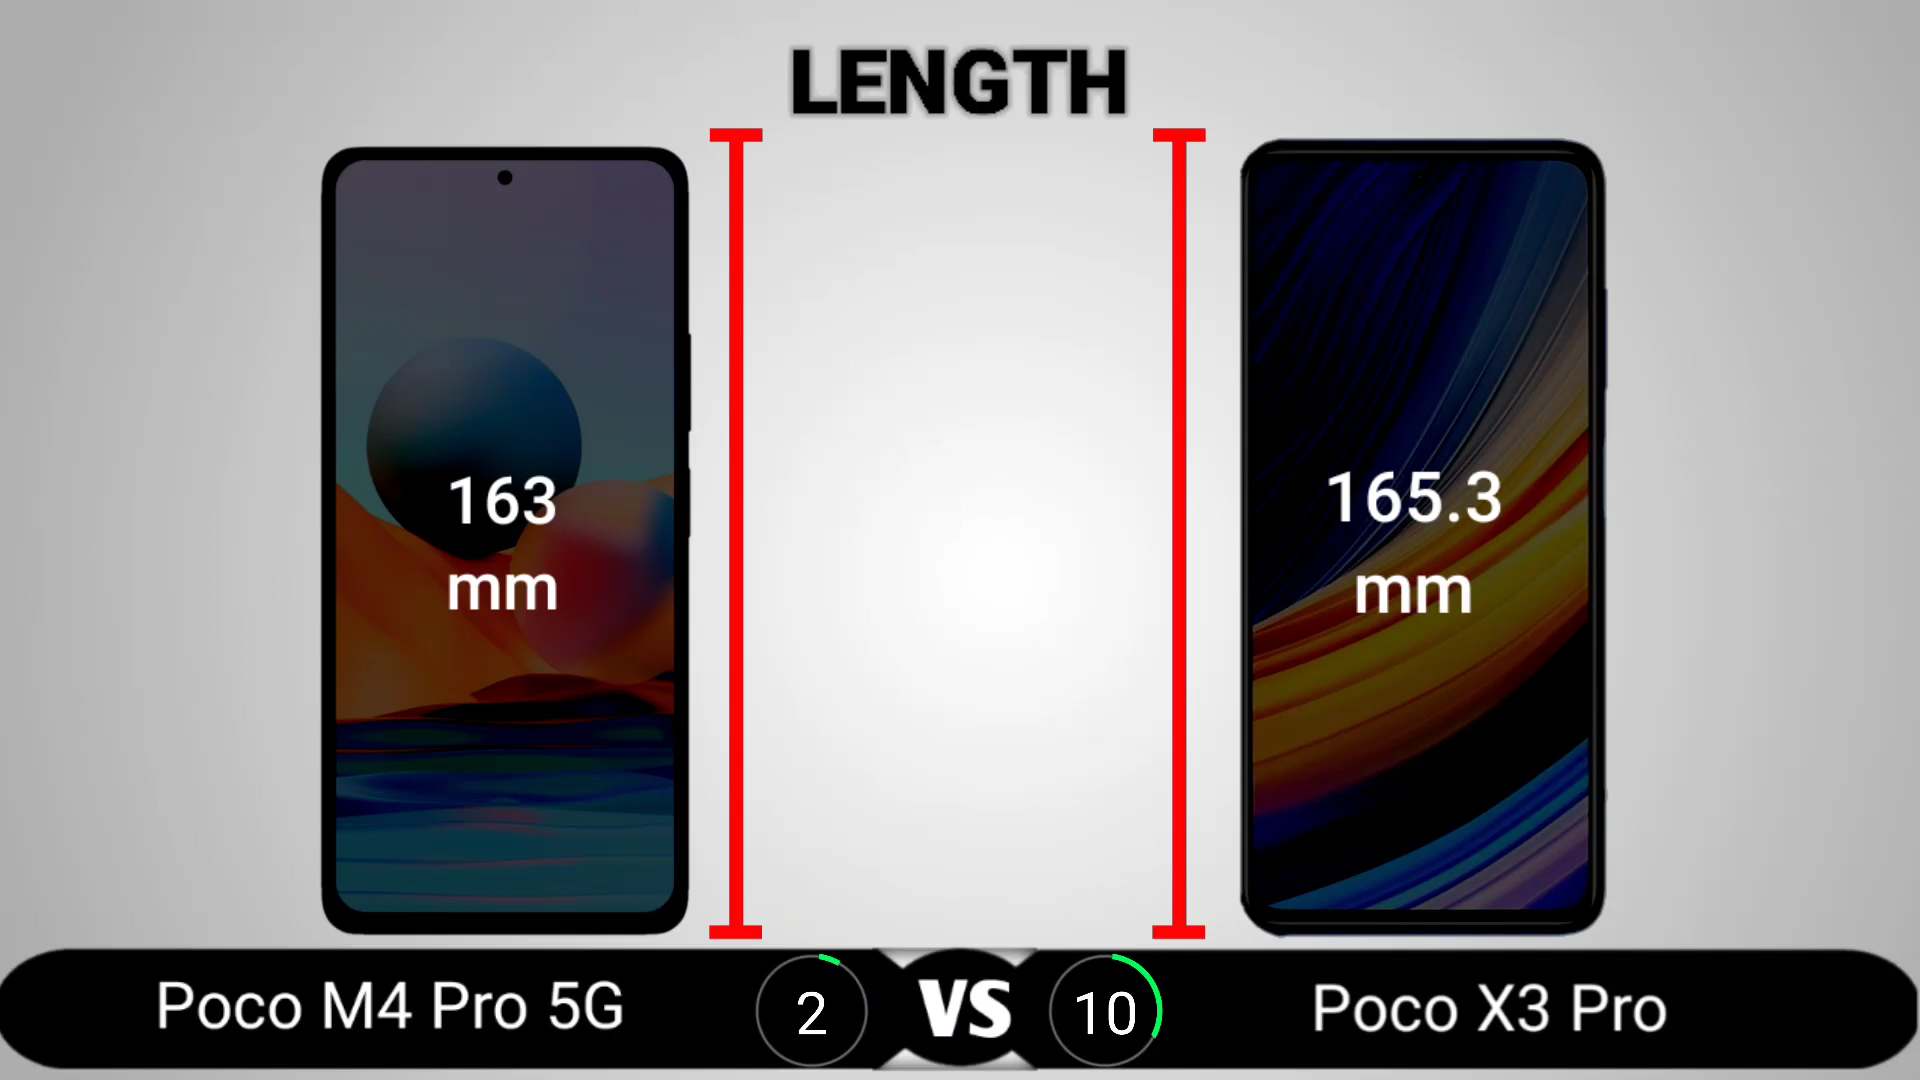 LENGTH
163
mm
165.3
mm
Poco M4 Pro 5G
2
VS
10
Poco X3 Pro